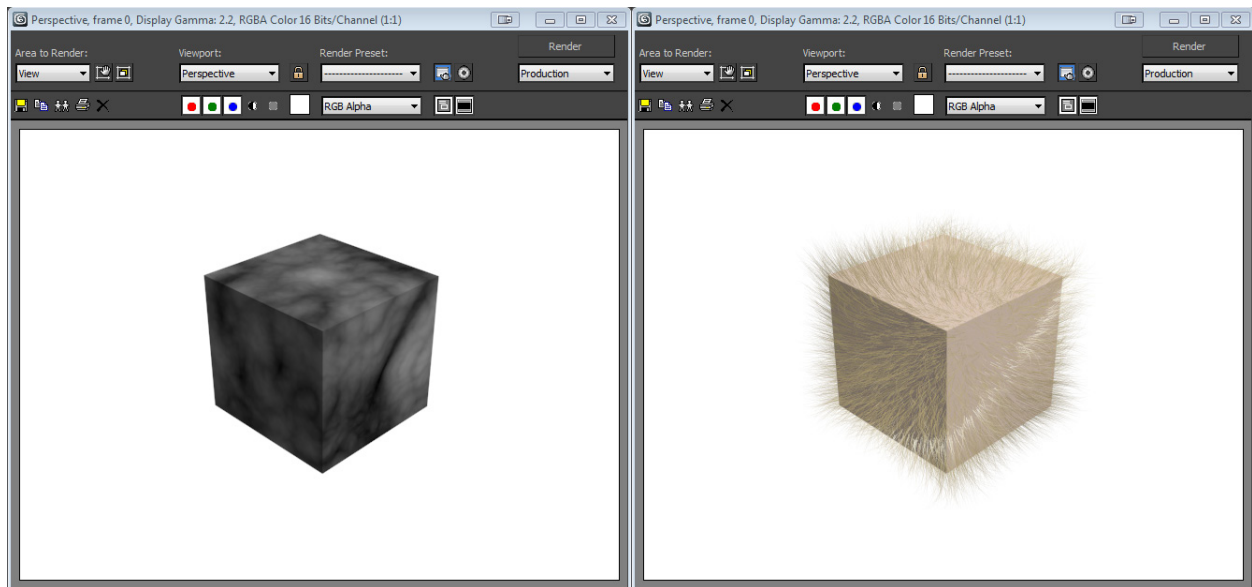 Perspective, frame 0, Display Gamma: 2.2, RGBA Color 16 Bits/Channel (1:1)
Area to Render:
Viewport:
Render Preset:
Render
View
Perspective
-----------------------
Production
RGB Alpha
Perspective, frame 0, Display Gamma: 2.2, RGBA Color 16 Bits/Channel (1:1)
Area to Render:
Viewport:
Render Preset:
Render
View
Perspective
-----------------------
Production
RGB Alpha